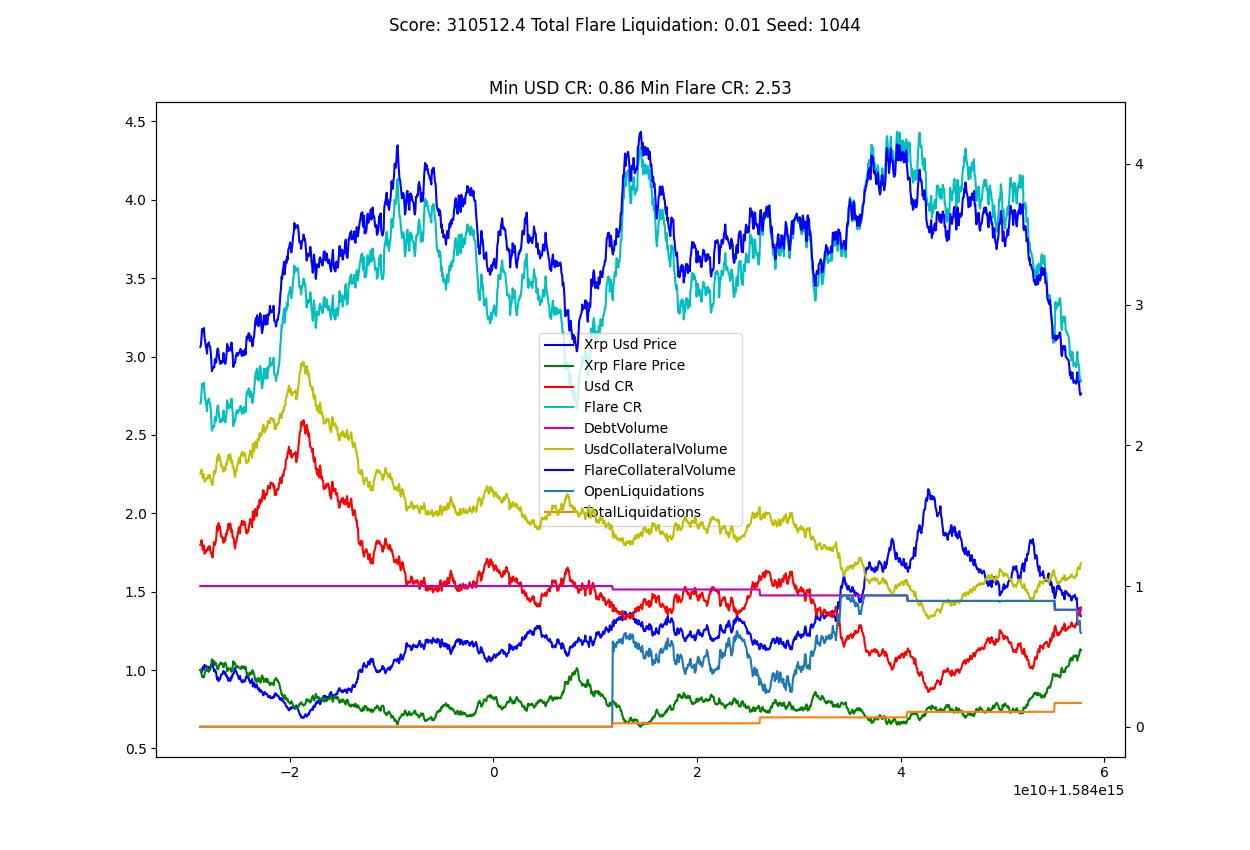 Score: 310512.4 Total Flare Liquidation: 0.01 Seed: 1044
Min USD CR: 0.86 Min Flare CR: 2.53
4.5
4.0
3.5
3.0
2.5
2.0
1.5
1.0
0.5
4
3
2
1
0
Xrp Usd Price
Xrp Flare Price
Usd CR
Flare CR
DebtVolume
UsdCollateralVolume
FlareCollateralVolume
OpenLiquidations
TotalLiquidations
−2 0 2 4 6
1e10+1.584e15